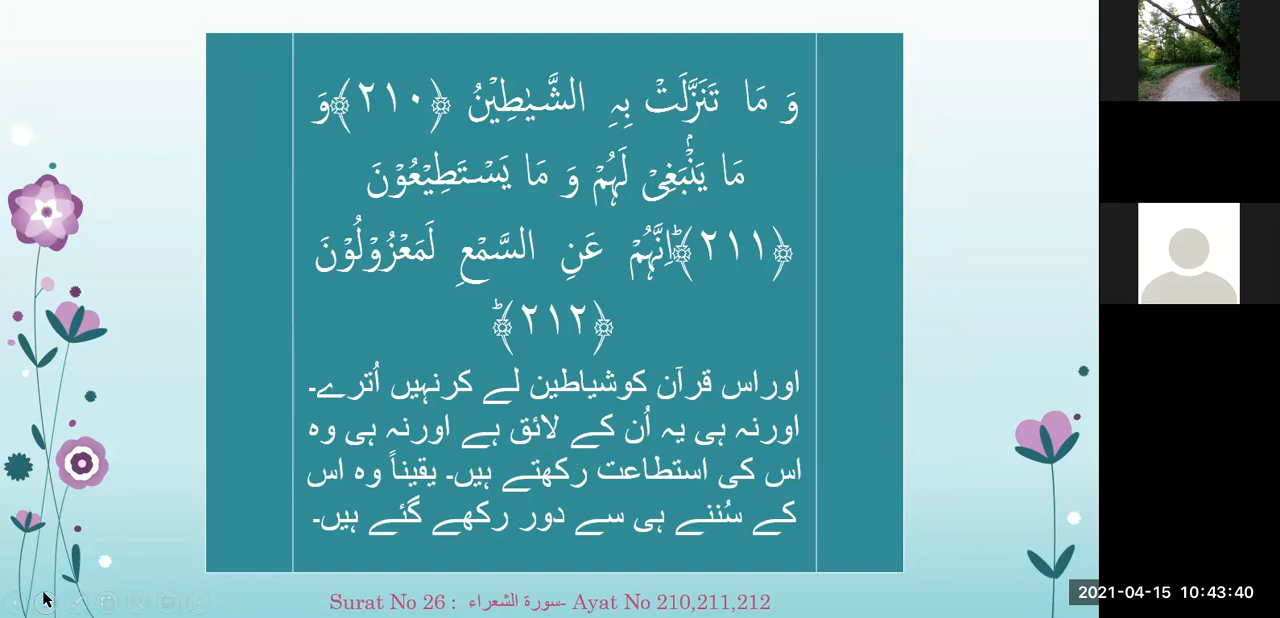 وَ مَا تَنَزَّلَتْ بِہِ الشَّیٰطِیْنُ ﴿۲۱۰﴾وَ
مَا یَنْۢبَغِیْ لَہُمْ وَ مَا یَسْتَطِیْعُوْنَ
﴿۲۱۱﴾ؕاِنَّہُمْ عَنِ السَّمْعِ لَمَعْزُوْلُوْنَ
﴿۲۱۲﴾ؕ
اوراس قرآن کوشیاطین لے کرنہیں اُترے۔
اورنہ ہی یہ اُن کے لائق ہے اورنہ ہی وہ
اس کی استطاعت رکھتے ہیں۔ یقیناً وہ اس
کے سُننے ہی سے دور رکھے گئے ہیں۔
Surat No 26 : سورة الشعراء- Ayat No 210,211,212
2021-04-15 10:43:40